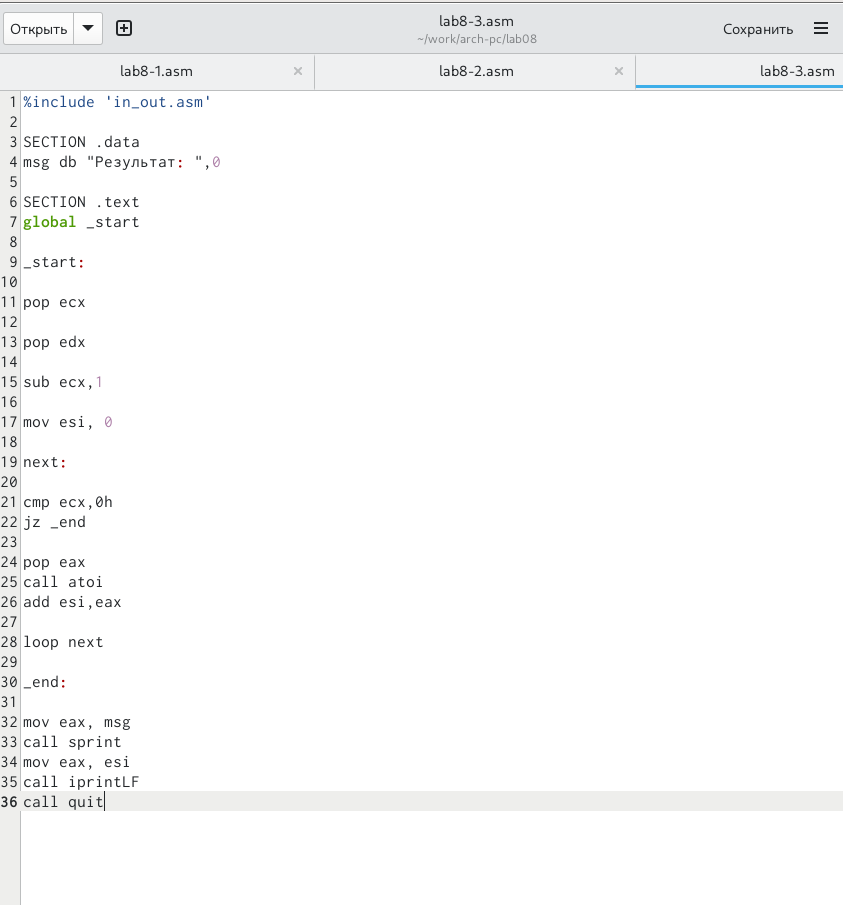 Открыть
lab8-3.asm
~/work/arch-pc/lab08
Сохранить
lab8-1.asm ×
lab8-2.asm ×
lab8-3.asm
1 %include 'in_out.asm'
2
3 SECTION .data
4 msg db "Результат: ",0
5
6 SECTION .text
7 global _start
8
9 _start:
10
11 pop ecx
12
13 pop edx
14
15 sub ecx,1
16
17 mov esi, 0
18
19 next:
20
21 cmp ecx,0h
22 jz _end
23
24 pop eax
25 call atoi
26 add esi,eax
27
28 loop next
29
30 _end:
31
32 mov eax, msg
33 call sprint
34 mov eax, esi
35 call iprintLF
36 call quit